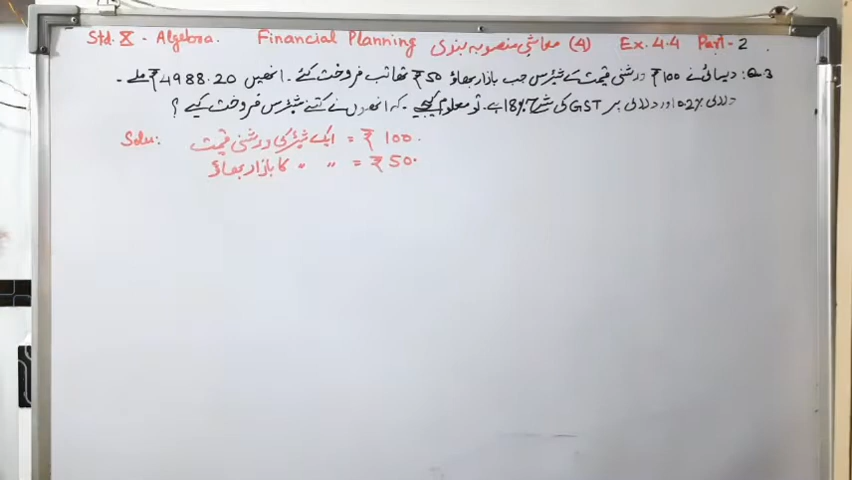 Std. X - Algebra. Financial Planning معاشی منصوبہ بندی (4) Ex. 4.4 Part - 2 .
Q.3: دیسائی نے ₹100 درشنی قیمت کے شیئرس جب بازار بھاؤ ₹50 تھا تب فروخت کئے۔ انھیں ₹4988.20 ملے۔
دلالی 0.2% اور دلالی پر GST کی شرح 18% ہے۔ تو معلوم کیجیے کہ انھوں نے کتنے شیئرس فروخت کیے؟
Solu: ایک شیئر کی درشنی قیمت = ₹ 100.
" " کا بازار بھاؤ = ₹ 50.